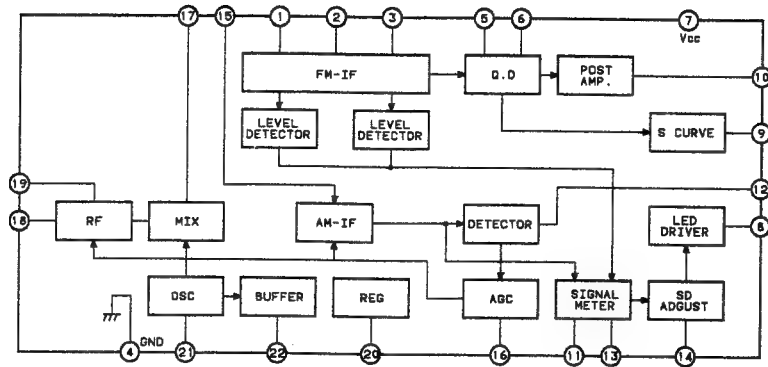 17 15 1 2 3 5 6 7
Vcc
FM-IF
Q.D
POST
AMP.
10
LEVEL
DETECTOR
LEVEL
DETECTOR
S CURVE
9
19
12
18
RF
MIX
AM-IF
DETECTOR
LED
DRIVER
8
OSC
BUFFER
REG
AGC
SIGNAL
METER
SD
ADGUST
GND
4 21 22 20 16 11 13 14